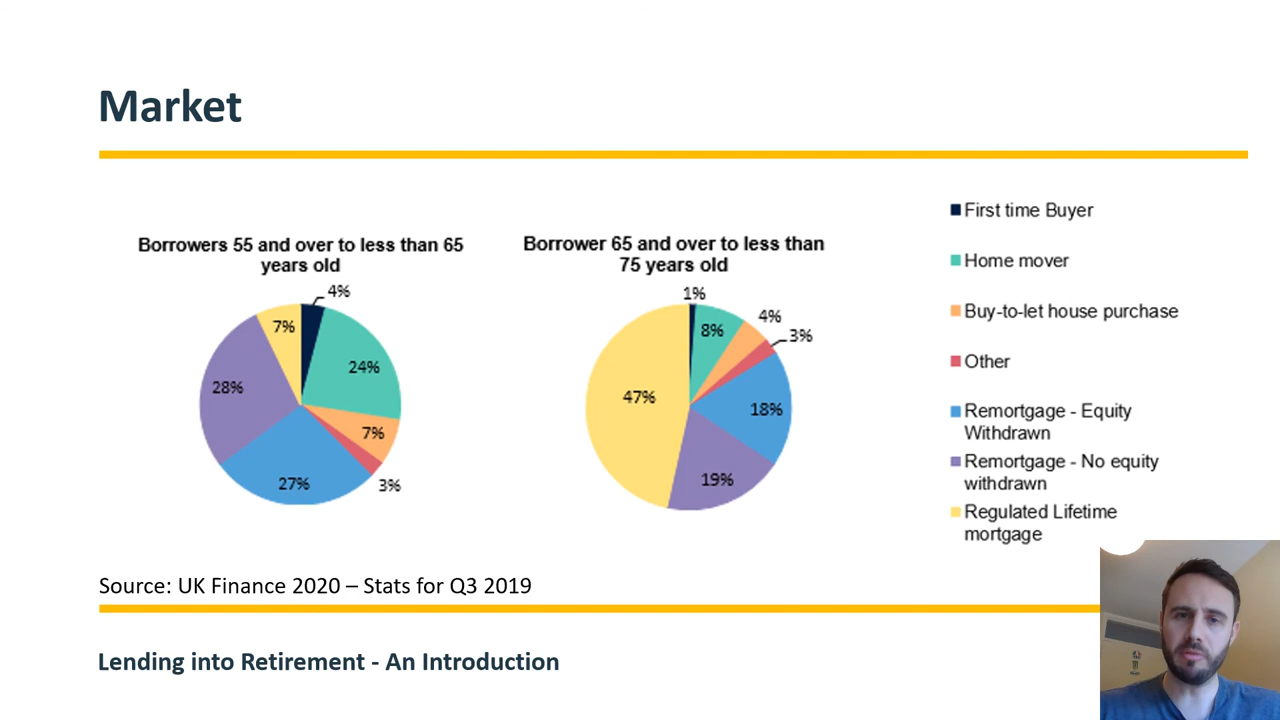 Market
Borrowers 55 and over to less than 65
years old
4%
24%
7%
3%
27%
28%
7%
Borrower 65 and over to less than
75 years old
1%
8%
4%
3%
18%
19%
47%
First time Buyer
Home mover
Buy-to-let house purchase
Other
Remortgage - Equity
Withdrawn
Remortgage - No equity
withdrawn
Regulated Lifetime
mortgage
Source: UK Finance 2020 – Stats for Q3 2019
Lending into Retirement - An Introduction